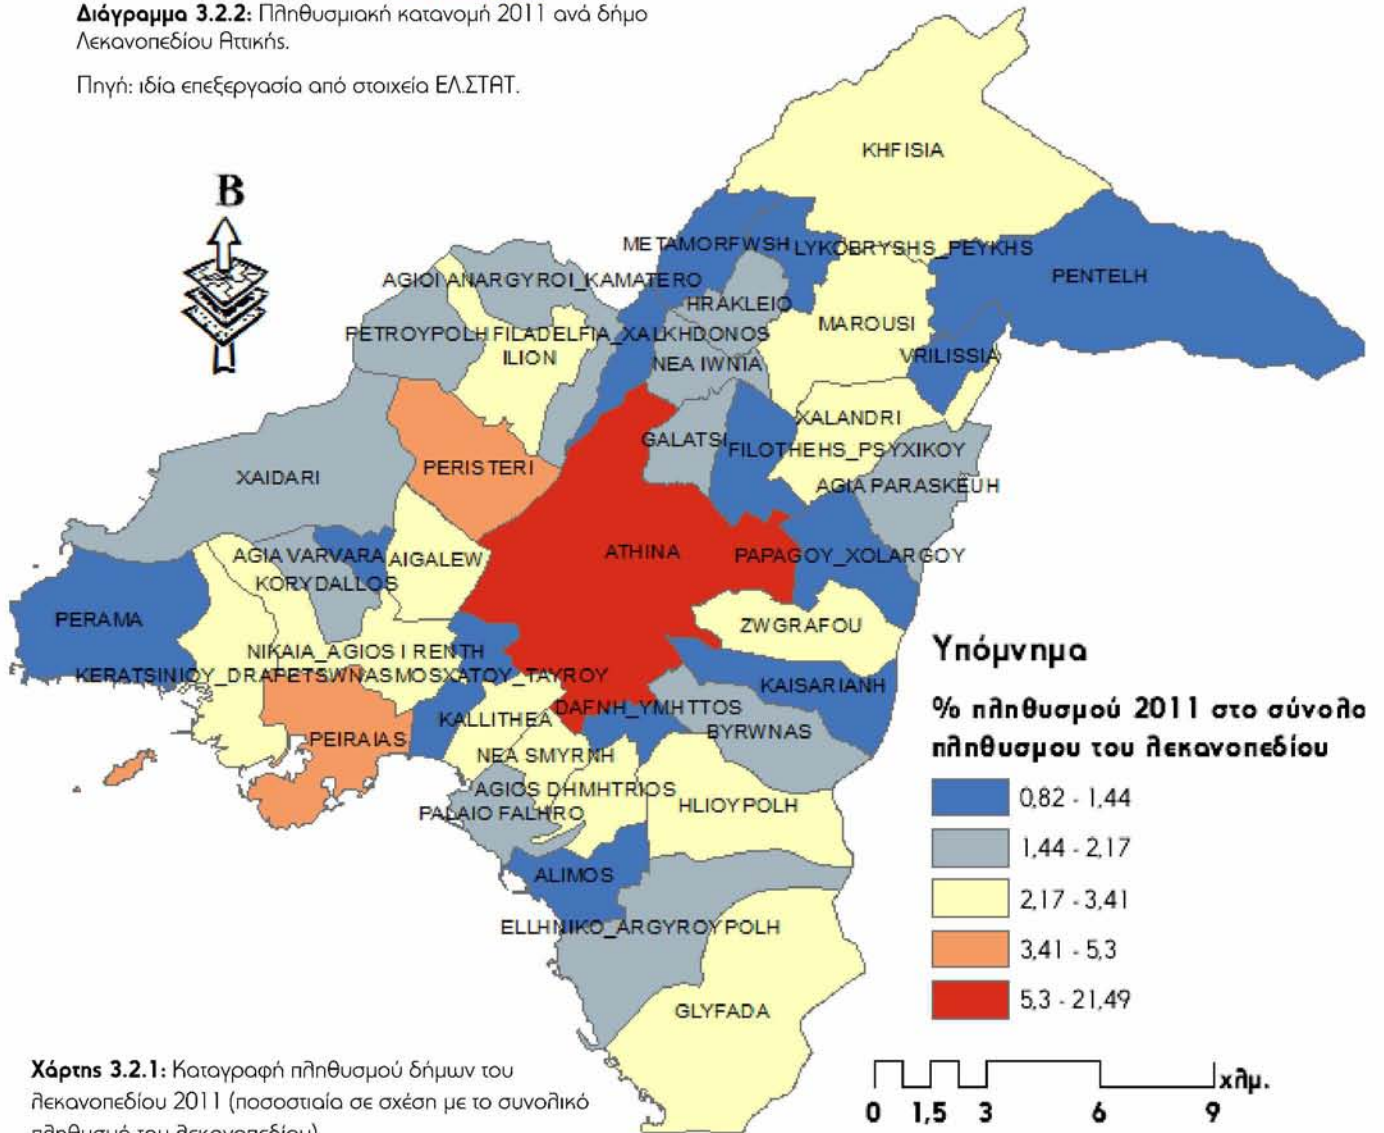 Διάγραμμα 3.2.2: Πληθυσμιακή κατανομή 2011 ανά δήμο
Λεκανοπεδίου Αττικής.
Πηγή: ιδία επεξεργασία από στοιχεία ΕΛ.ΣΤΑΤ.
B
KHFISIA
METAMORFWSH
LYKOBRYSHS_PEYKHS
PENTELH
AGIOI ANARGYROI_KAMATERO
HRAKLEIO
MAROUSI
PETROYPOLH
FILADELFIA_XALKHDONOS
ILION
NEA IWNIA
VRILISSIA
XALANDRI
GALATSI
FILOTHEHS_PSYXIKOY
PERISTERI
XAIDARI
AGIA PARASKEUH
ATHINA
PAPAGOY_XOLARGOY
AGIA VARVARA
AIGALEW
KORYDALLOS
PERAMA
ZWGRAFOU
NIKAIA_AGIOS I RENTH
KERATSINIOY_DRAPETSWNAS
MOSXATOY_TAYROY
KAISARIANH
DAFNH_YMHTTOS
KALLITHEA
BYRWNAS
PEIRAIAS
NEA SMYRNH
AGIOS DHMHTRIOS
HLIOYPOLH
PALAIO FALHRO
ALIMOS
ELLHNIKO_ARGYROYPOLH
GLYFADA
Υπόμνημα
% πληθυσμού 2011 στο σύνολο
πληθυσμου του λεκανοπεδίου
0,82 - 1,44
1,44 - 2,17
2,17 - 3,41
3,41 - 5,3
5,3 - 21,49
χλμ.
0 1,5 3 6 9
Χάρτης 3.2.1: Καταγραφή πληθυσμού δήμων του
λεκανοπεδίου 2011 (ποσοστιαία σε σχέση με το συνολικό
πληθυσμό του λεκανοπεδίου)